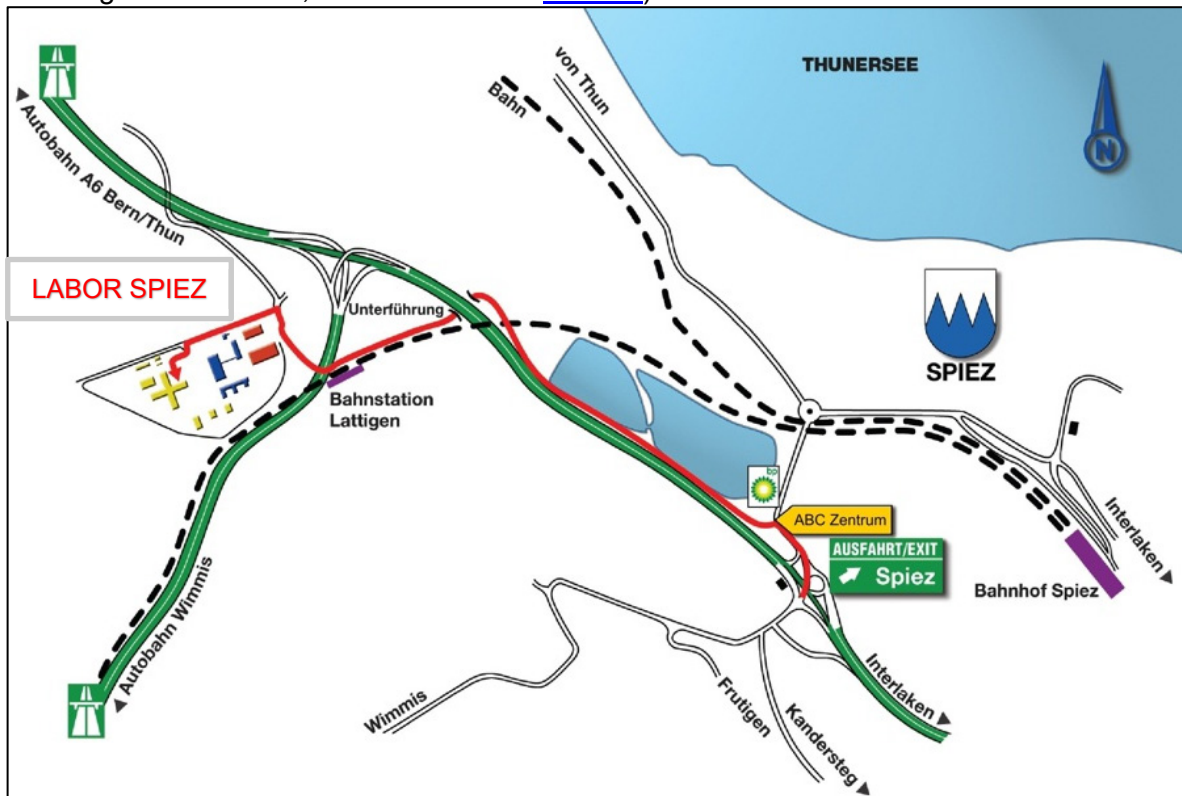 THUNERSEE
von Thun
Bahn
N
Autobahn A6 Bern/Thun
LABOR SPIEZ
Unterführung
SPIEZ
Bahnstation
Lattigen
bp
ABC Zentrum
AUSFAHRT/EXIT
Spiez
Interlaken
Bahnhof Spiez
Autobahn Wimmis
Wimmis
Frutigen
Kandersteg
Interlaken